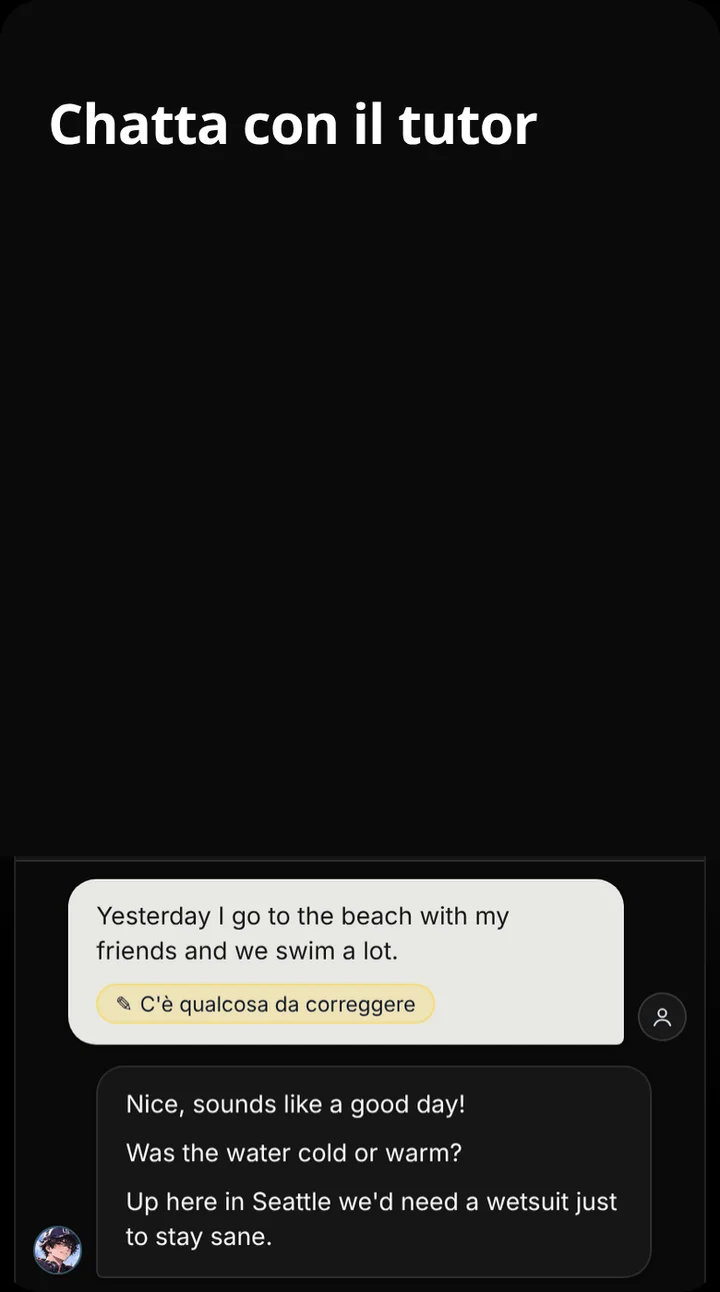 Chatta con il tutor
Yesterday I go to the beach with my
friends and we swim a lot.
✎ C'è qualcosa da correggere
Nice, sounds like a good day!
Was the water cold or warm?
Up here in Seattle we'd need a wetsuit just
to stay sane.